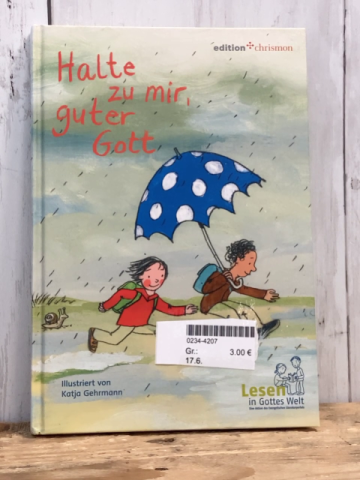 edition✢chrismon
Halte
zu mir,
guter
Gott
0234-4207
Gr.: 3.00 €
17.6.
Illustriert von
Katja Gehrmann
Lesen
in Gottes Welt